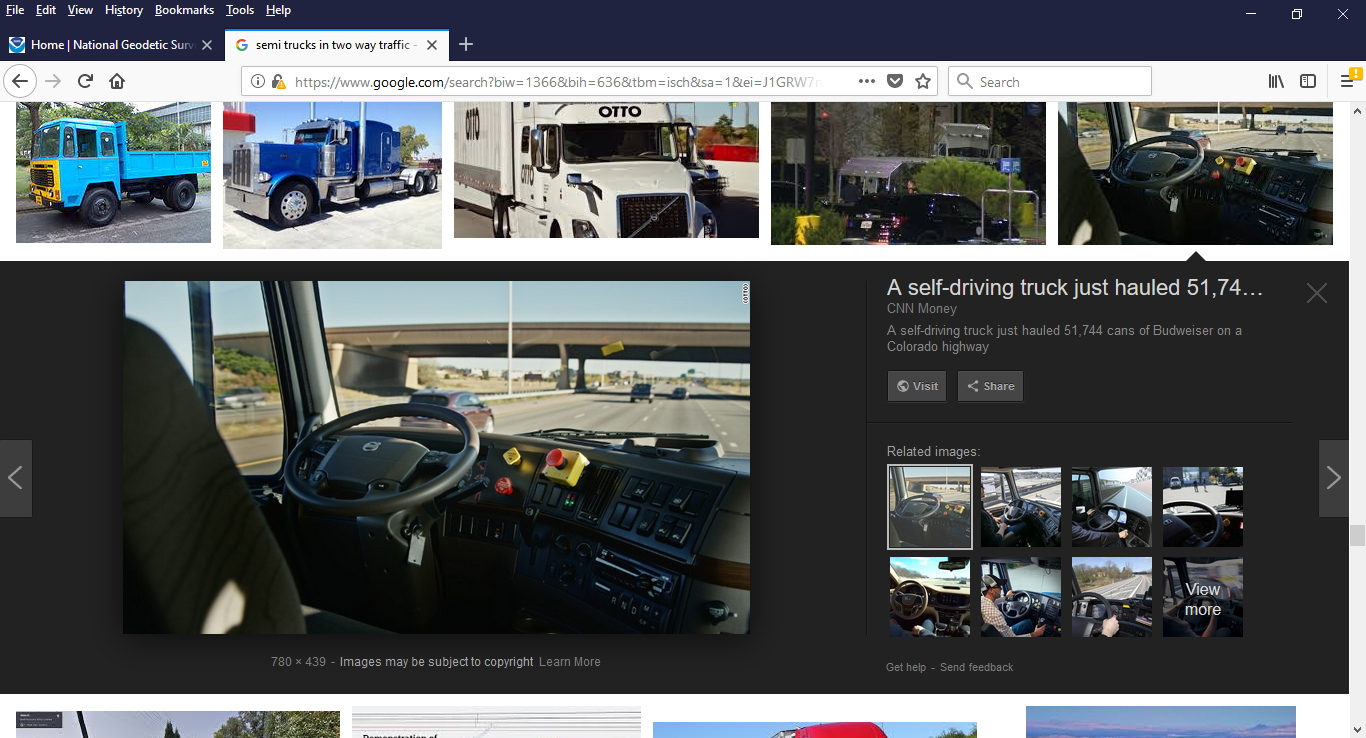 File Edit View History Bookmarks Tools Help
Home | National Geodetic Surv
semi trucks in two way traffic -
https://www.google.com/search?biw=1366&bih=636&tbm=isch&sa=1&ei=J1GRW7
Search
OTTO
OTTO
(OTTO)
A self-driving truck just hauled 51,74...
CNN Money
A self-driving truck just hauled 51,744 cans of Budweiser on a
Colorado highway
Visit
Share
Related images:
R N D M
View
more
780 × 439 - Images may be subject to copyright Learn More
Get help - Send feedback
Demonstration of